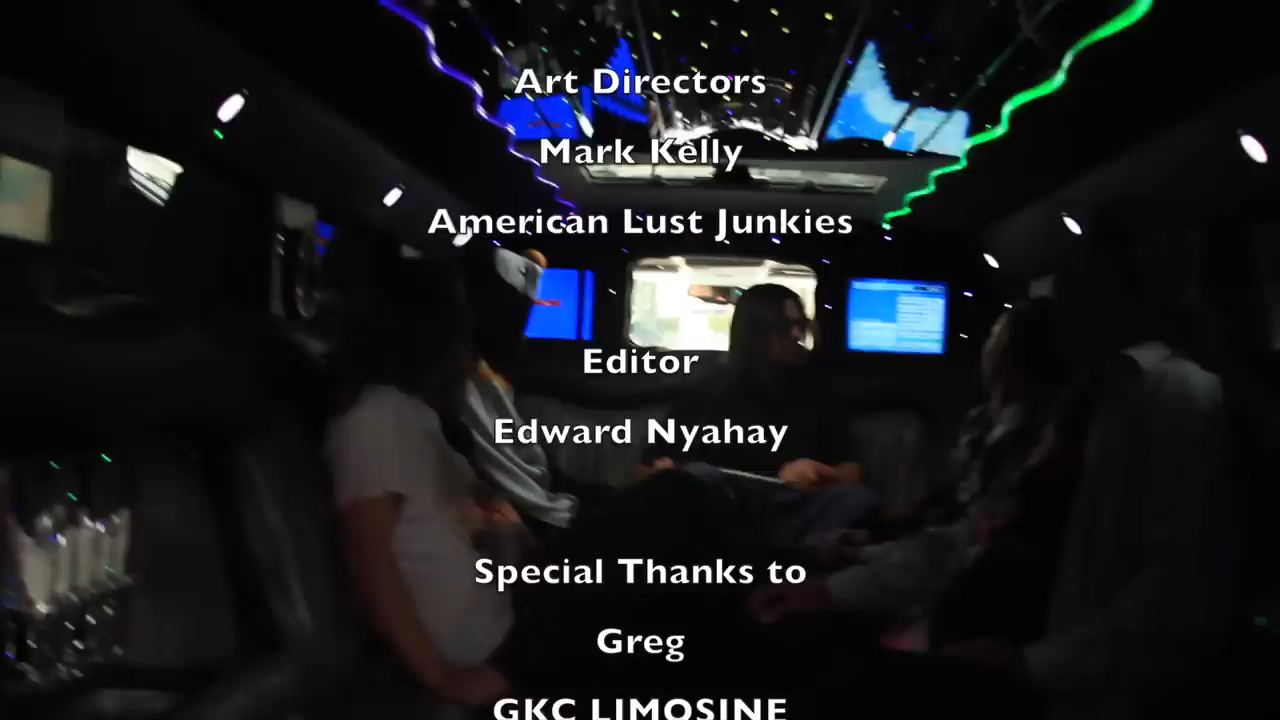 Art Directors
Mark Kelly
American Lust Junkies
Editor
Edward Nyahay
Special Thanks to
Greg
GKC LIMOSINE